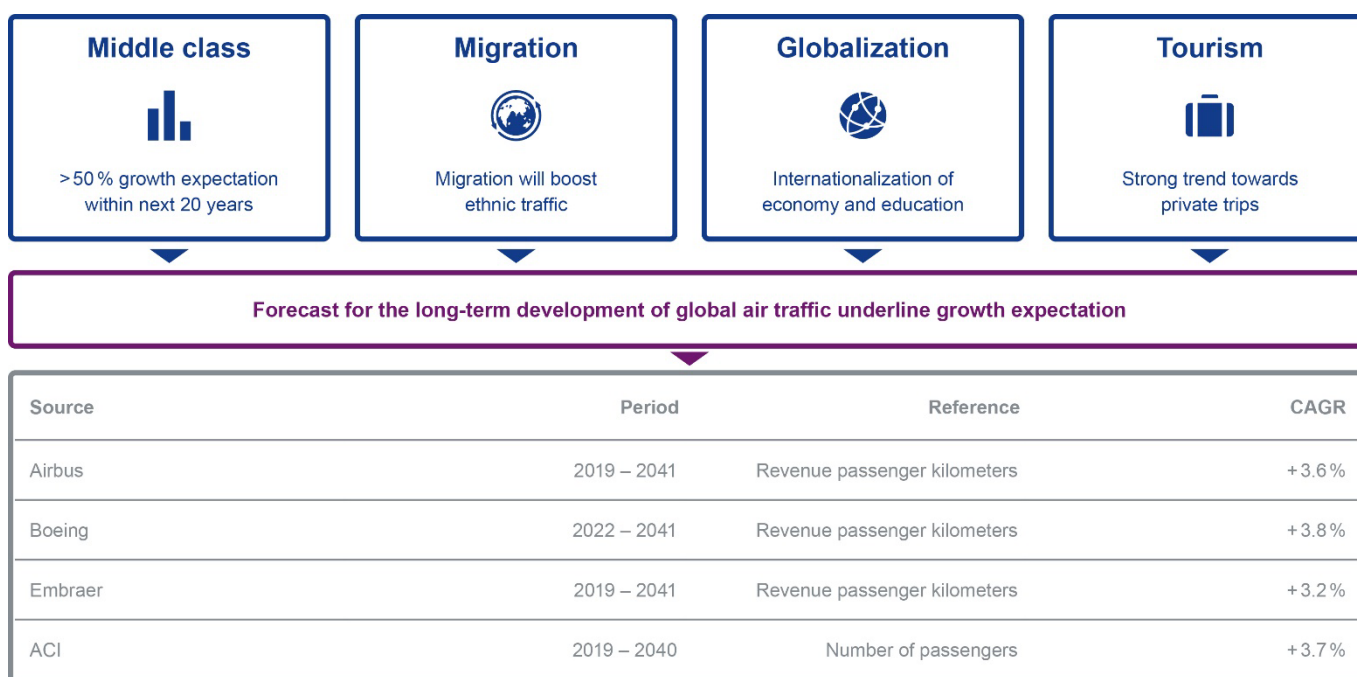 Middle class
>50 % growth expectation
within next 20 years
Migration
Migration will boost
ethnic traffic
Globalization
Internationalization of
economy and education
Tourism
Strong trend towards
private trips
Forecast for the long-term development of global air traffic underline growth expectation
Source Period Reference CAGR
Airbus 2019 – 2041 Revenue passenger kilometers +3.6 %
Boeing 2022 – 2041 Revenue passenger kilometers +3.8 %
Embraer 2019 – 2041 Revenue passenger kilometers +3.2 %
ACI 2019 – 2040 Number of passengers +3.7 %